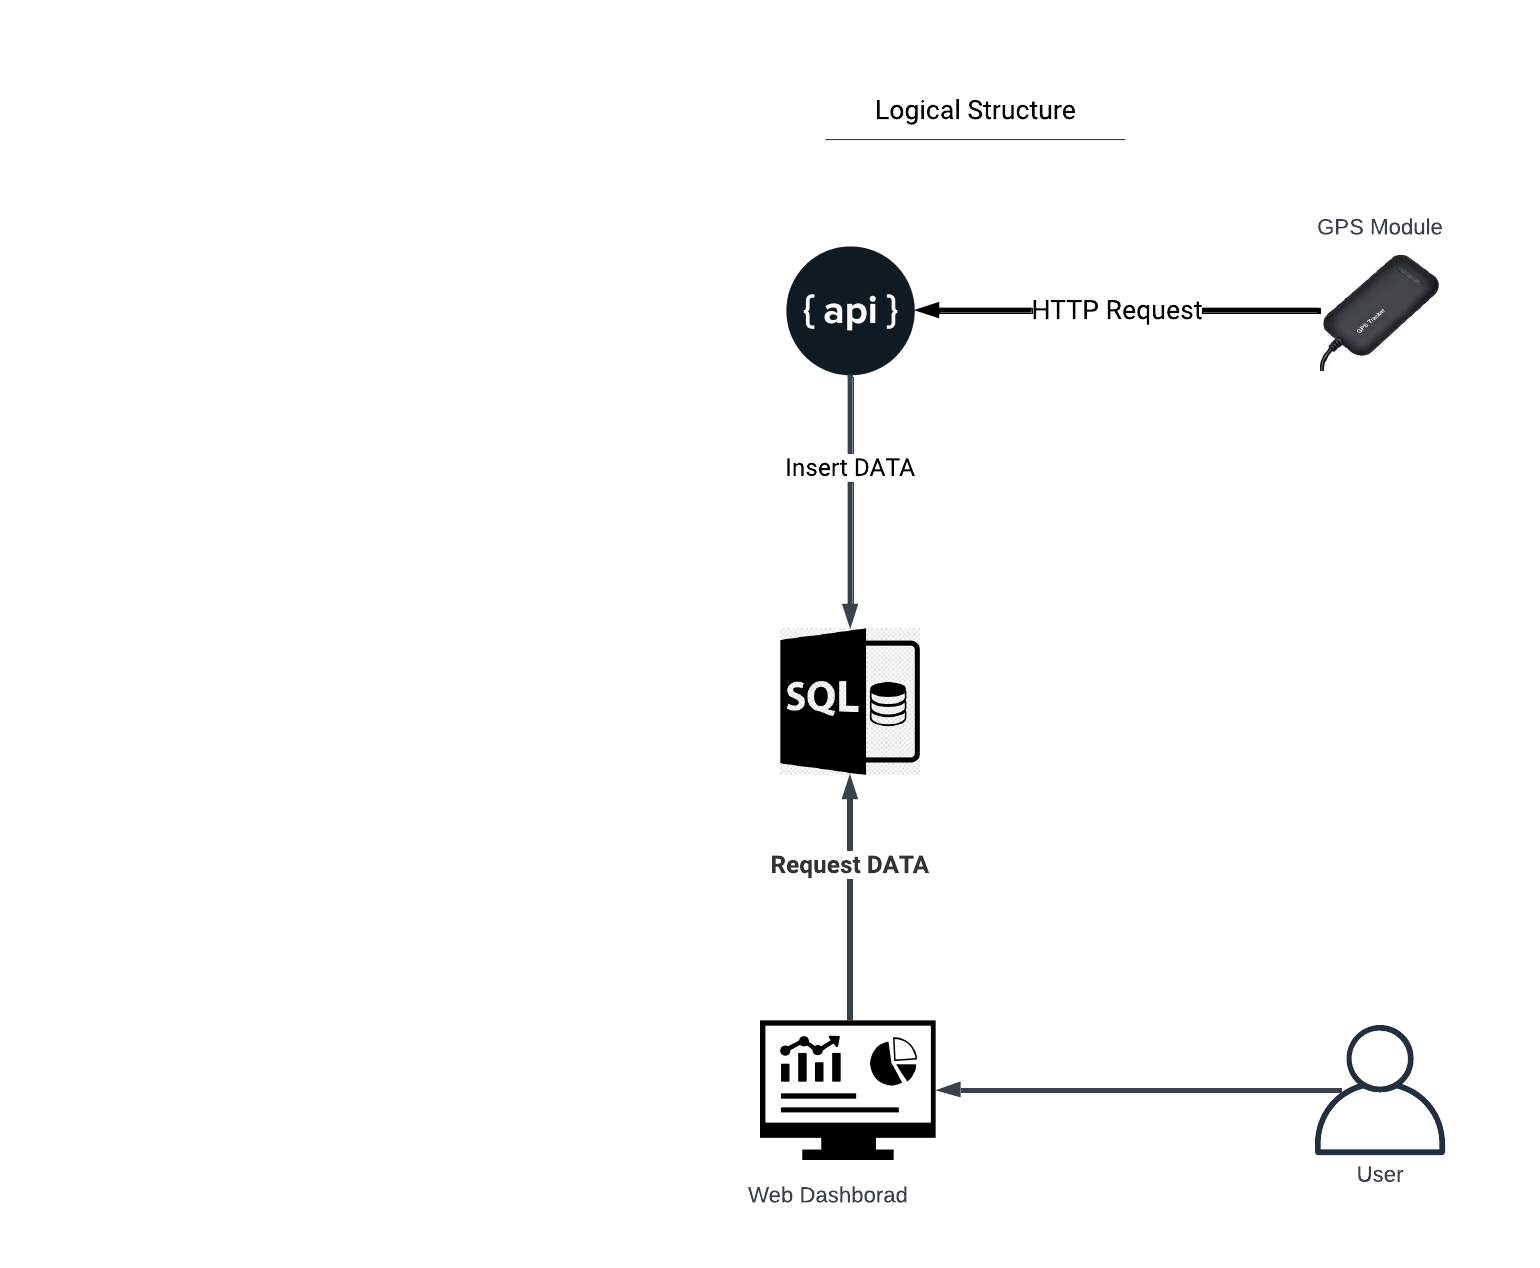 Logical Structure
GPS Module
{ api }
HTTP Request
GPS Tracker
Insert DATA
SQL
Request DATA
Web Dashborad
User